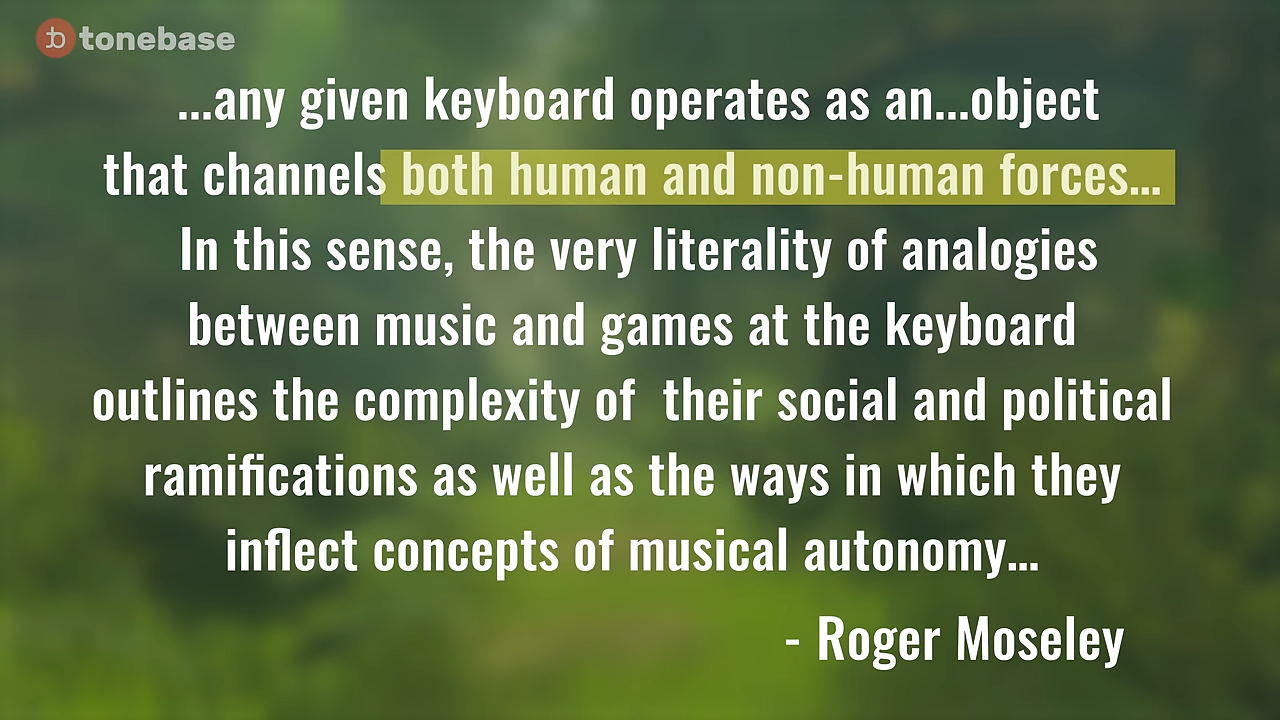 tonebase
...any given keyboard operates as an...object
that channels both human and non-human forces...
In this sense, the very literality of analogies
between music and games at the keyboard
outlines the complexity of  their social and political
ramifications as well as the ways in which they
inflect concepts of musical autonomy...
- Roger Moseley